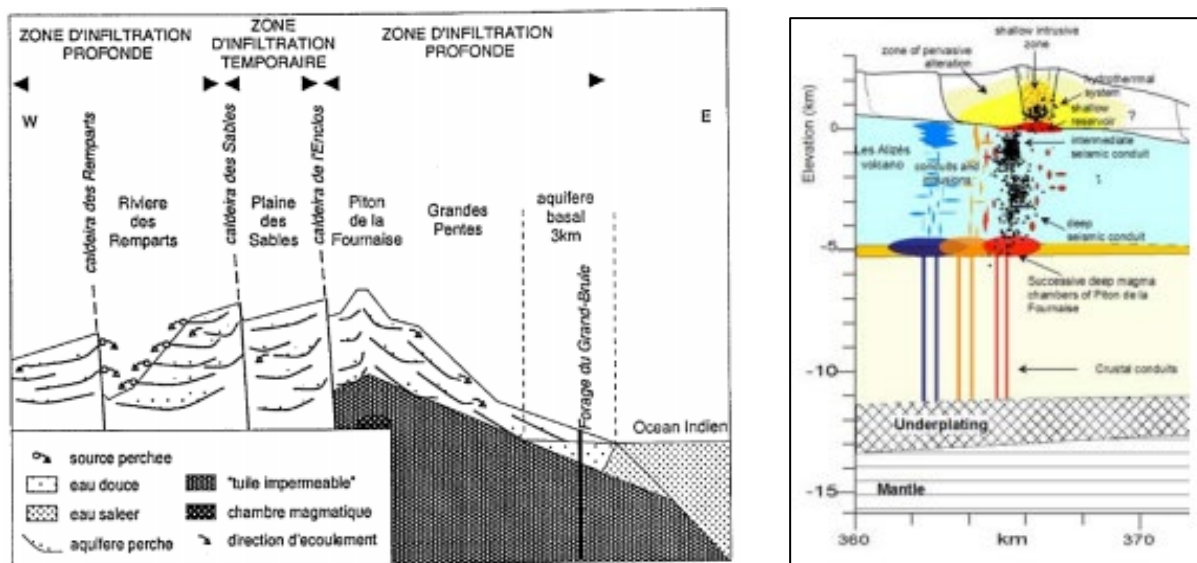 ZONE D'INFILTRATION
PROFONDE
ZONE
D'INFILTRATION
TEMPORAIRE
ZONE D'INFILTRATION
PROFONDE
W
E
caldeira des Remparts
Riviere
des
Remparts
caldeira des Sables
Plaine
des
Sables
caldeira de l'Enclos
Piton
de la
Fournaise
Grandes
Pentes
aquifere
basal
3km
Forage du Grand-Brule
Ocean Indien
source perchee
eau douce
eau saleer
aquifere perche
"tuile impermeable"
chambre magmatique
direction d'ecoulement
shallow intrusive
zone
zone of pervasive
alteration
hydrothermal
system
shallow
reservoir
?
intermediate
seismic conduit
Les Alizés
volcano
conduits and
intrusions
deep
seismic conduit
Successive deep magma
chambers of Piton de la
Fournaise
Crustal conduits
Underplating
Mantle
Elevation (km)
0
-5
-10
-15
360
km
370